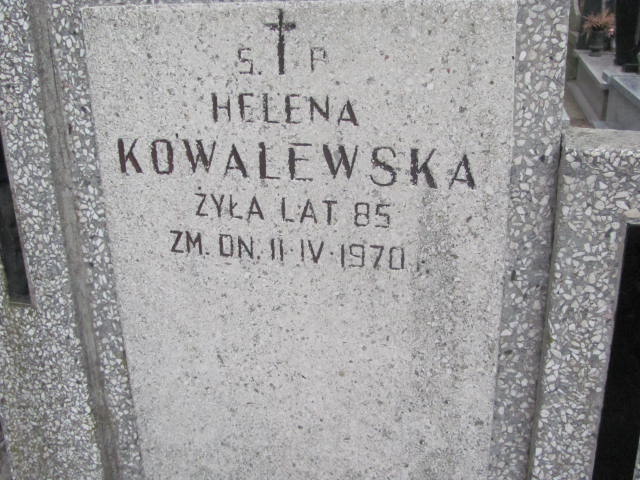 S. P.
HELENA
KOWALEWSKA
ŻYŁA LAT 85
ZM. DN. 11·IV·1970 r.